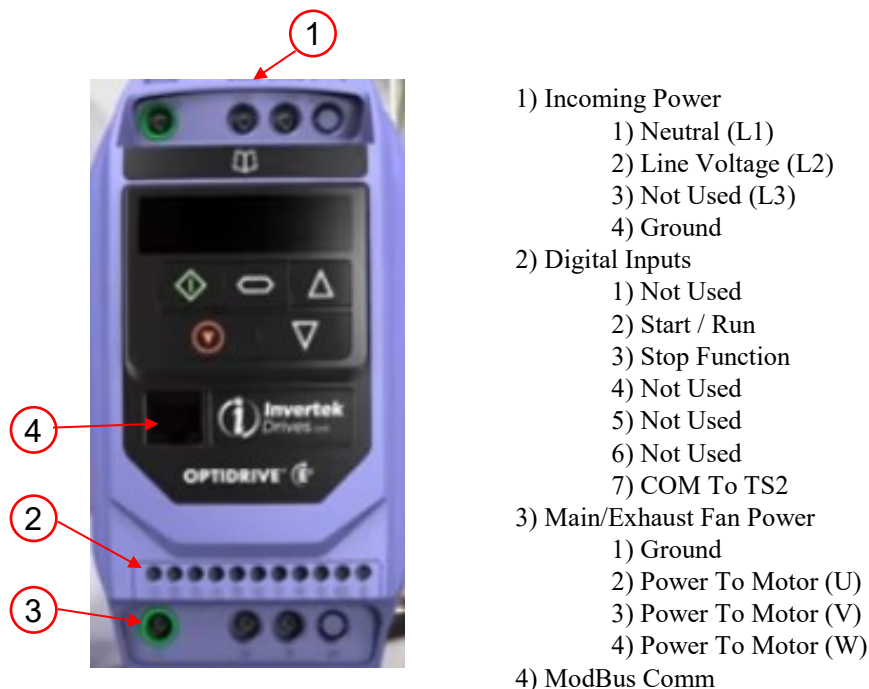 1
1) Incoming Power
1) Neutral (L1)
2) Line Voltage (L2)
3) Not Used (L3)
4) Ground
2) Digital Inputs
1) Not Used
2) Start / Run
3) Stop Function
4) Not Used
5) Not Used
6) Not Used
7) COM To TS2
3) Main/Exhaust Fan Power
1) Ground
2) Power To Motor (U)
3) Power To Motor (V)
4) Power To Motor (W)
4) ModBus Comm
4
Invertek
Drives.com
OPTIDRIVE™ E³
2
3